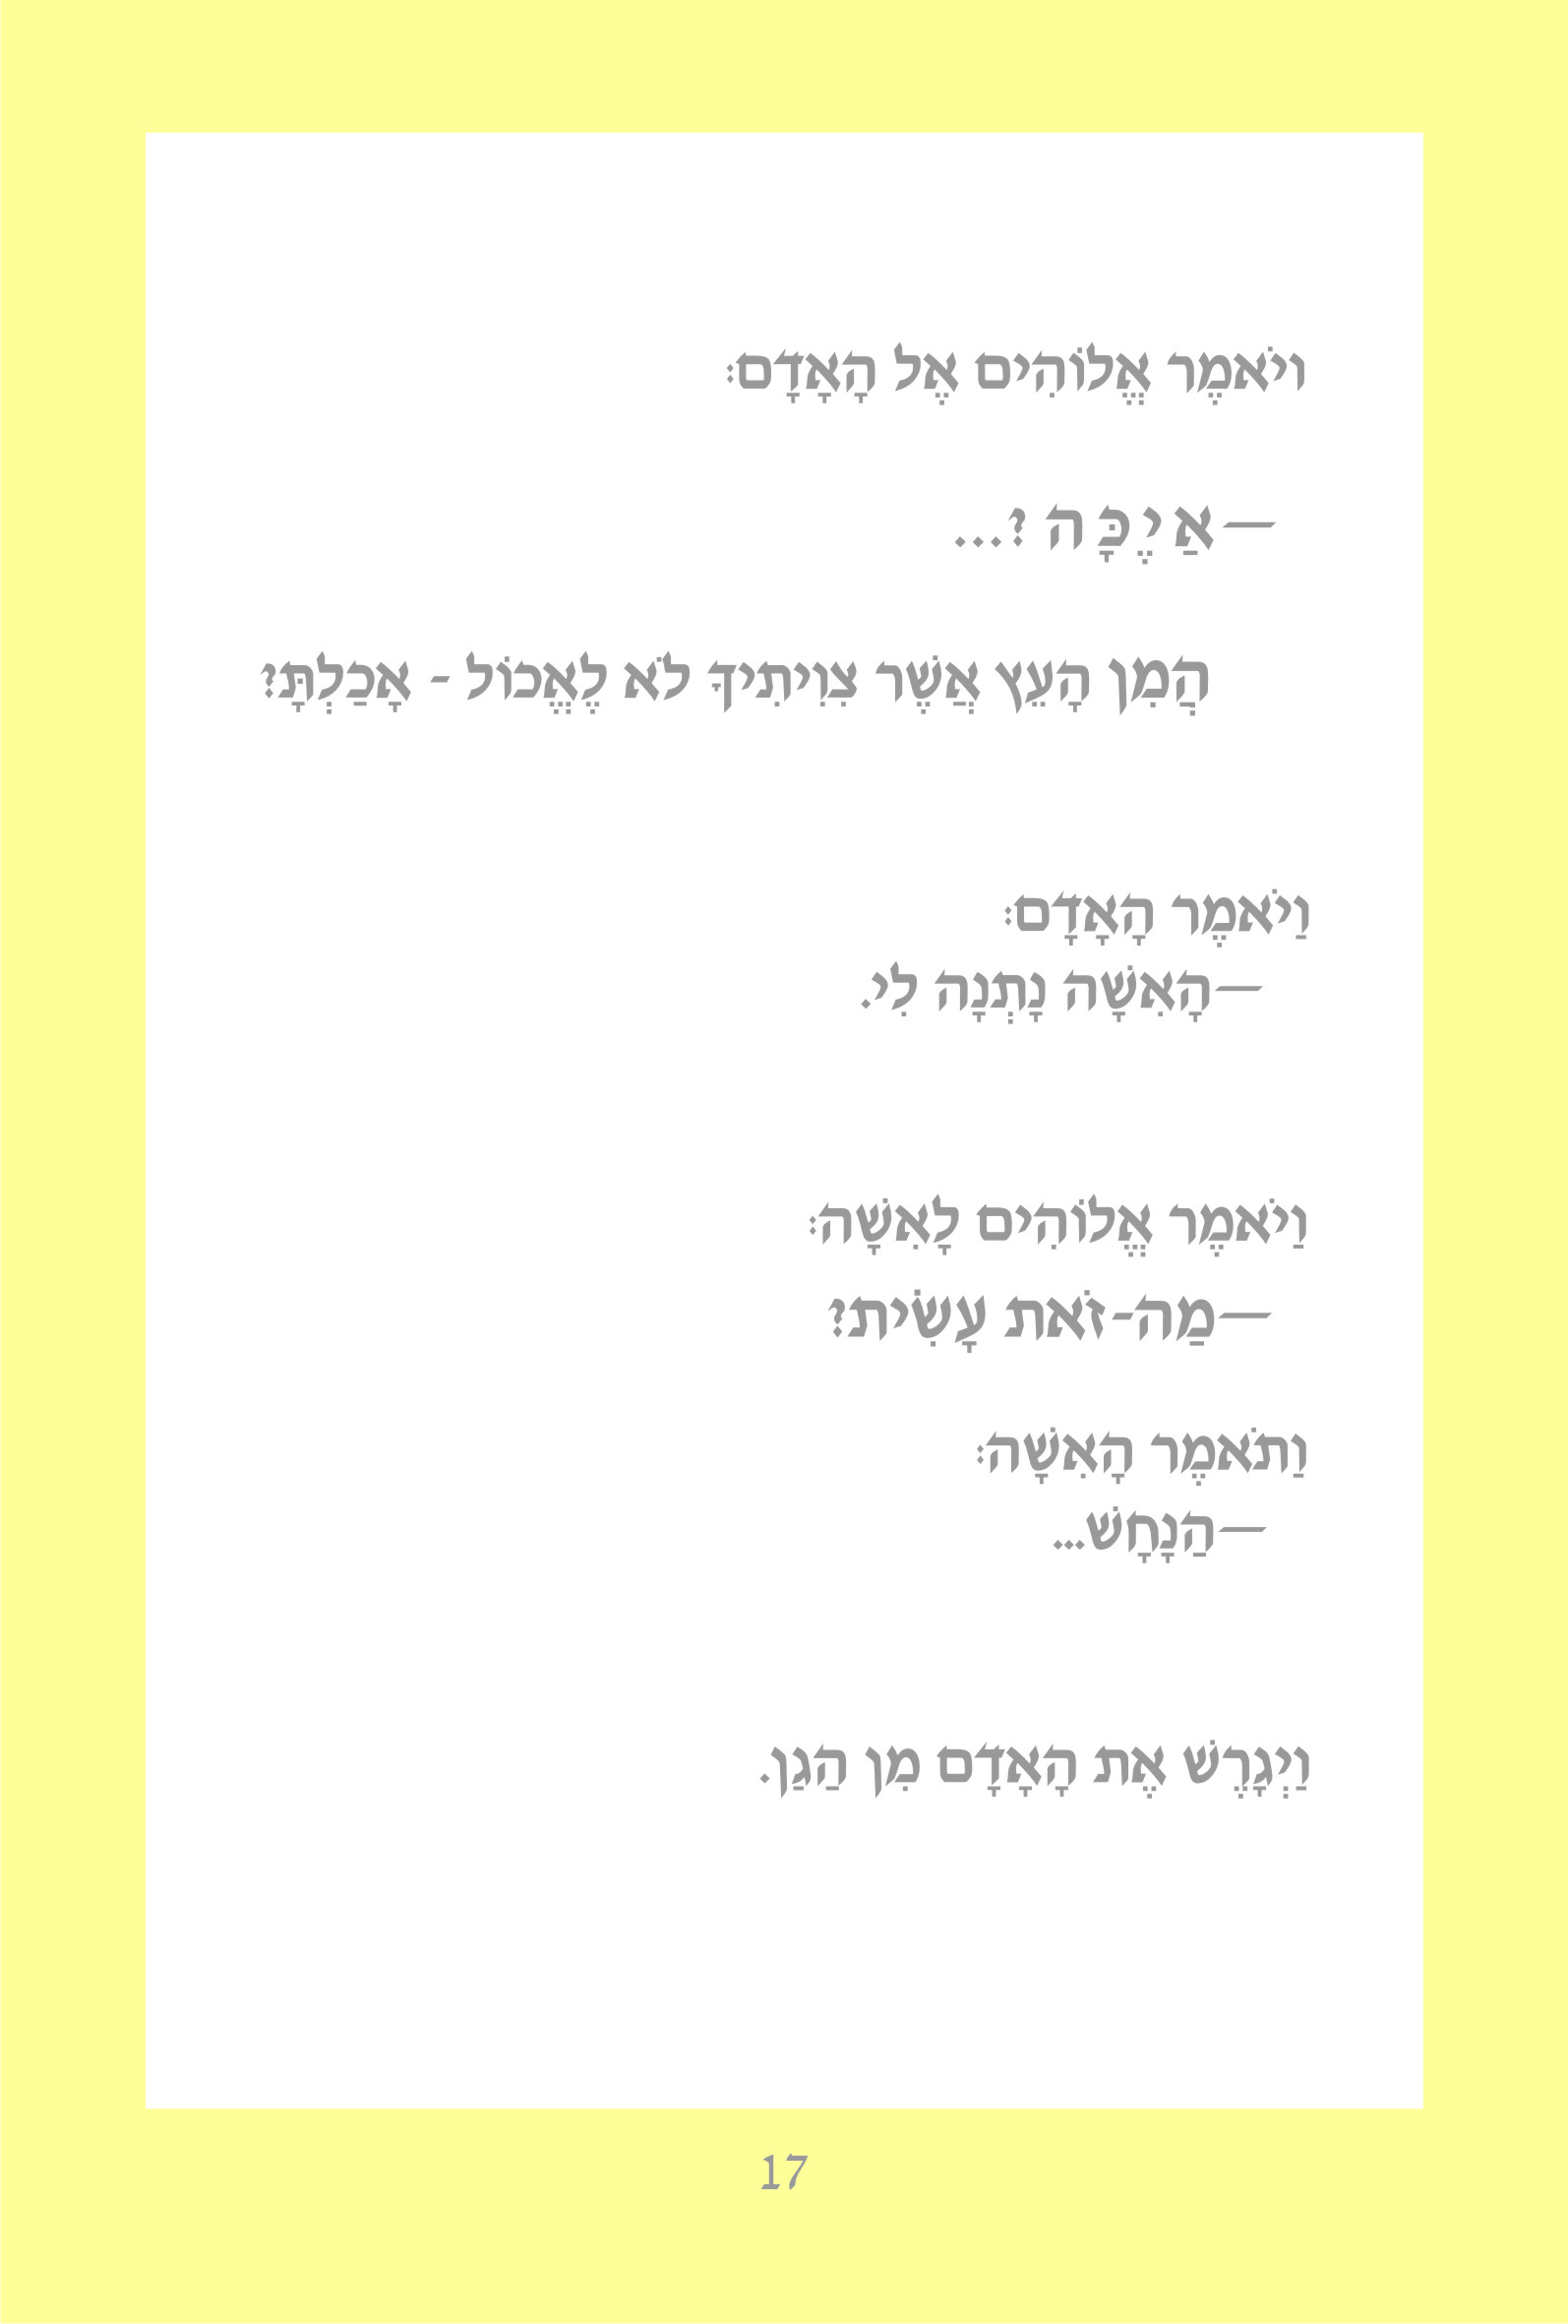 ויֹאמֶר אֱלוֹהִים אֶל הָאָדָם:
—אַ יֶ כָּ ה ?...
הֲמִן הָעֵץ אֲשֶׁר צִוִיתִיךָ לֹא לֶאֱכוֹל - אָכַלְתָּ?
וַיֹאמֶר הָאָדָם:
—הָאִשָׁה נָתְנָה לִי.
וַיֹאמֶר אֱלוֹהִים לָאִשָׁה:
—מַה-זֹאת עָשִׂית?
וַתֹאמֶר הָאִשָׁה:
—הַנָחָשׁ...
וַיְגָרֶשׁ אֶת הָאָדָם מִן הַגַן.
17